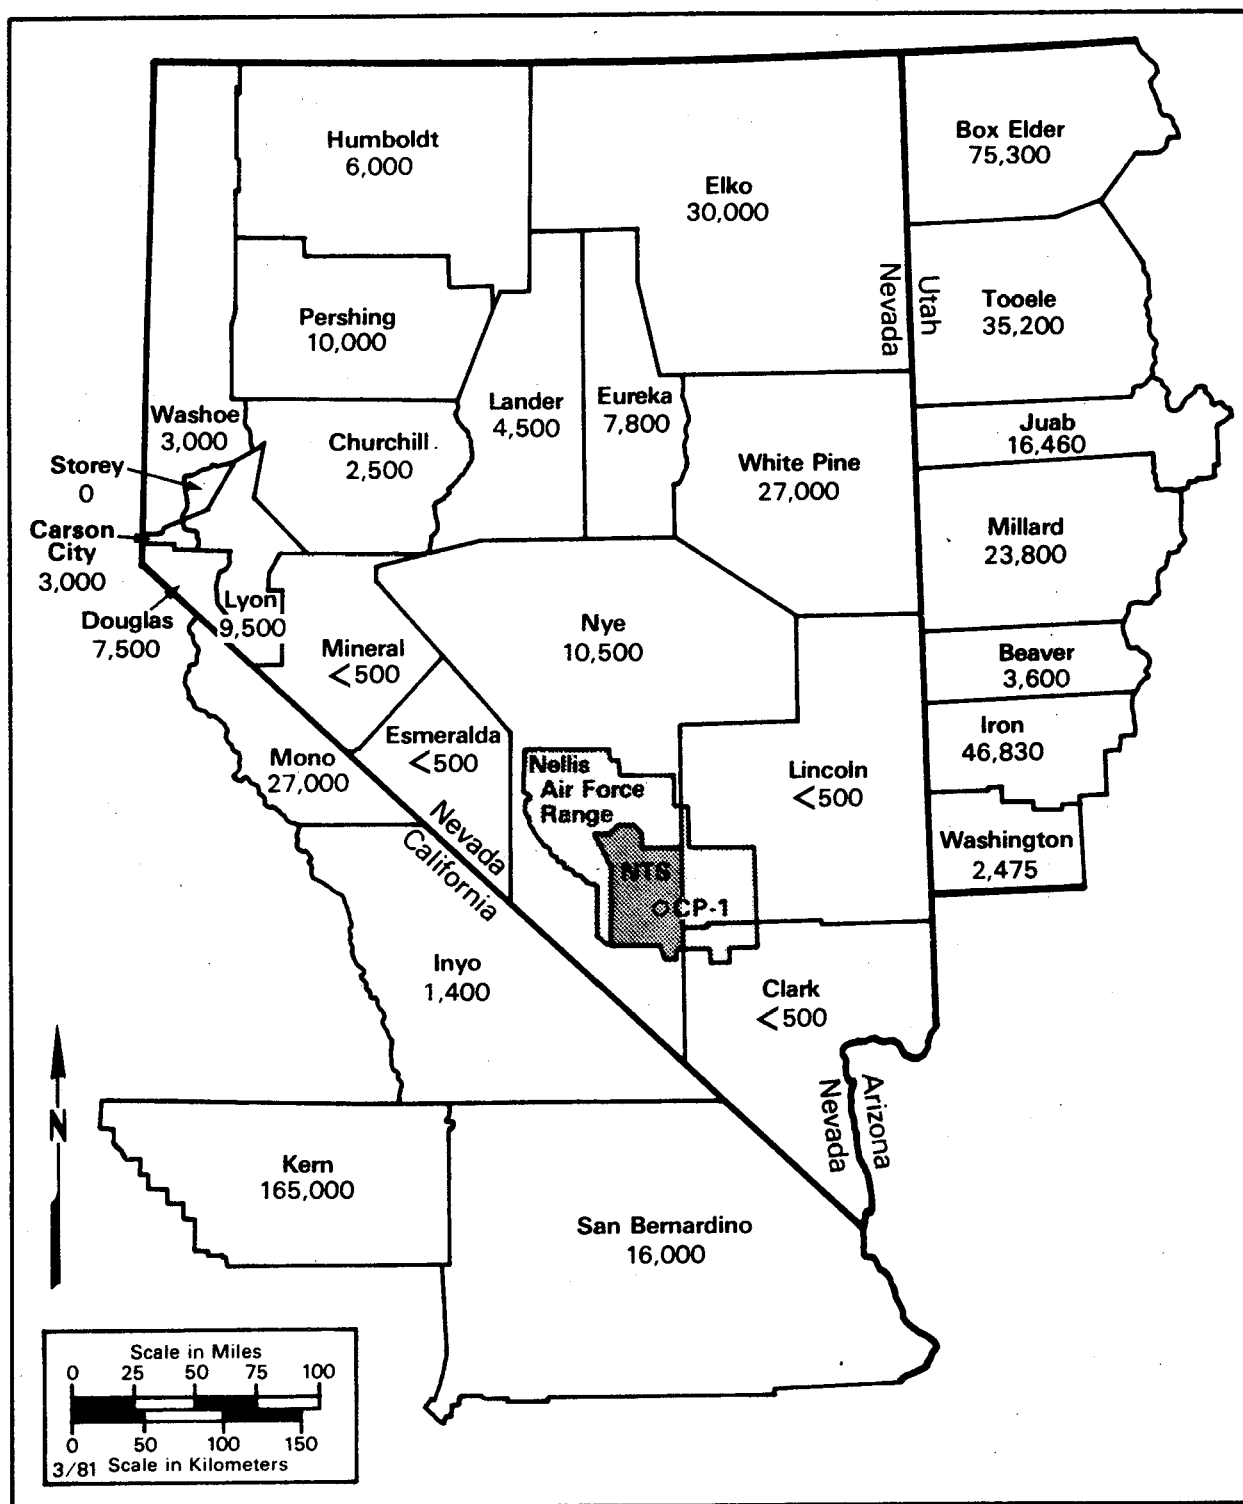 Humboldt
6,000
Box Elder
75,300
Elko
30,000
Nevada
Utah
Tooele
35,200
Pershing
10,000
Washoe
3,000
Lander
4,500
Eureka
7,800
Juab
16,460
Churchill
2,500
Storey
0
White Pine
27,000
Carson
City
3,000
Millard
23,800
Douglas
7,500
Lyon
9,500
Nye
10,500
Mineral
<500
Beaver
3,600
Esmeralda
<500
Mono
27,000
Iron
46,830
Nellis
Air Force
Range
Lincoln
<500
Nevada
California
Washington
2,475
NTS
CP-1
Inyo
1,400
Clark
<500
N
Arizona
Nevada
Kern
165,000
San Bernardino
16,000
Scale in Miles
0 25 50 75 100
0 50 100 150
3/81 Scale in Kilometers